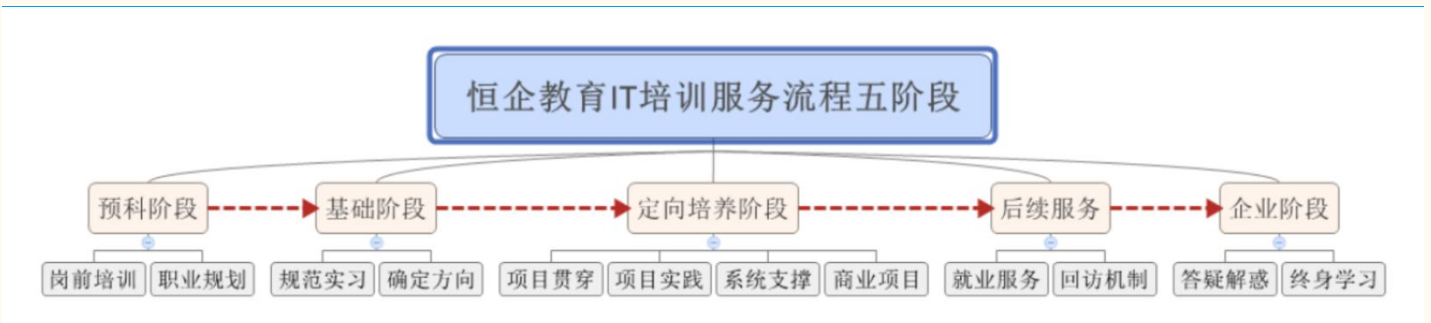 恒企教育IT培训服务流程五阶段
预科阶段 基础阶段 定向培养阶段 后续服务 企业阶段
岗前培训 职业规划 规范实习 确定方向 项目贯穿 项目实践 系统支撑 商业项目 就业服务 回访机制 答疑解惑 终身学习